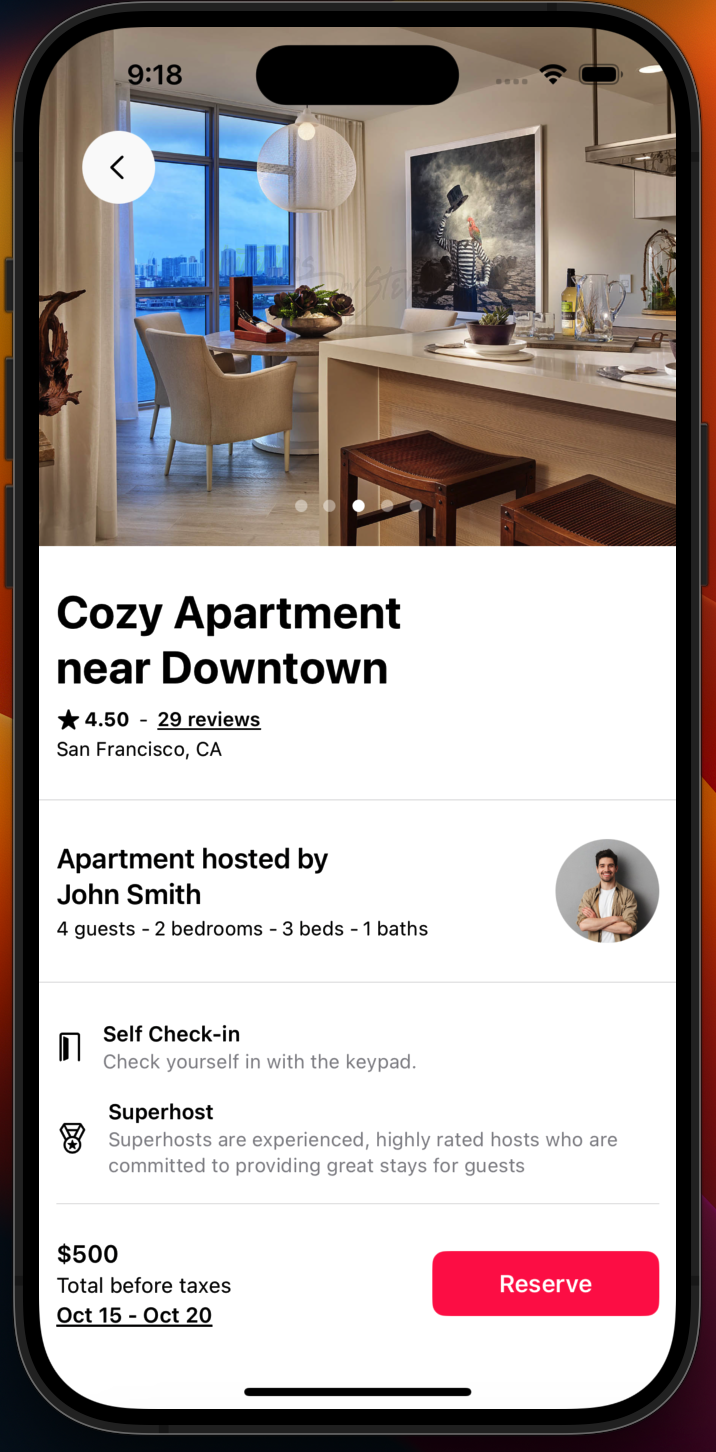 9:18
Cozy Apartment
near Downtown
★ 4.50 - 29 reviews
San Francisco, CA
Apartment hosted by
John Smith
4 guests - 2 bedrooms - 3 beds - 1 baths
Self Check-in
Check yourself in with the keypad.
Superhost
Superhosts are experienced, highly rated hosts who are
committed to providing great stays for guests
$500
Total before taxes
Oct 15 - Oct 20
Reserve